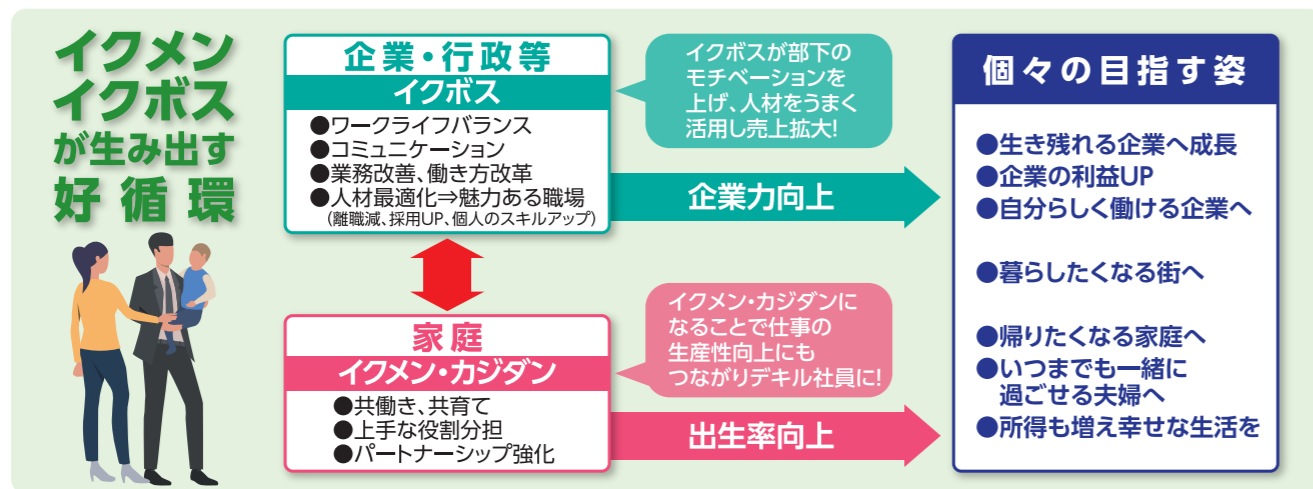 イクメン
イクボス
が生み出す
好循環
企業・行政等
イクボス
●ワークライフバランス
●コミュニケーション
●業務改善、働き方改革
●人材最適化⇒魅力ある職場
(離職減、採用UP、個人のスキルアップ)
イクボスが部下の
モチベーションを
上げ、人材をうまく
活用し売上拡大!
企業力向上
家庭
イクメン・カジダン
●共働き、共育て
●上手な役割分担
●パートナーシップ強化
イクメン・カジダンに
なることで仕事の
生産性向上にも
つながりデキル社員に!
出生率向上
個々の目指す姿
●生き残れる企業へ成長
●企業の利益UP
●自分らしく働ける企業へ
●暮らしたくなる街へ
●帰りたくなる家庭へ
●いつまでも一緒に
過ごせる夫婦へ
●所得も増え幸せな生活を